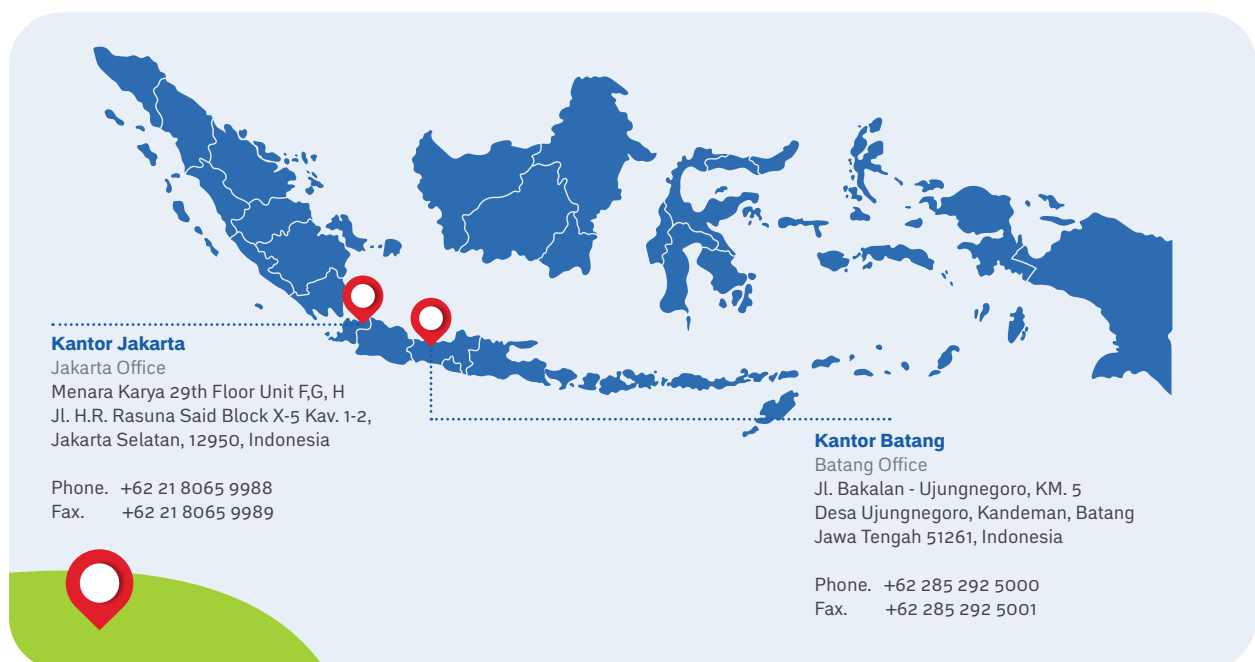 Kantor Jakarta
Jakarta Office
Menara Karya 29th Floor Unit F,G, H
Jl. H.R. Rasuna Said Block X-5 Kav. 1-2,
Jakarta Selatan, 12950, Indonesia
Phone. +62 21 8065 9988
Fax. +62 21 8065 9989
Kantor Batang
Batang Office
Jl. Bakalan - Ujungnegoro, KM. 5
Desa Ujungnegoro, Kandeman, Batang
Jawa Tengah 51261, Indonesia
Phone. +62 285 292 5000
Fax. +62 285 292 5001